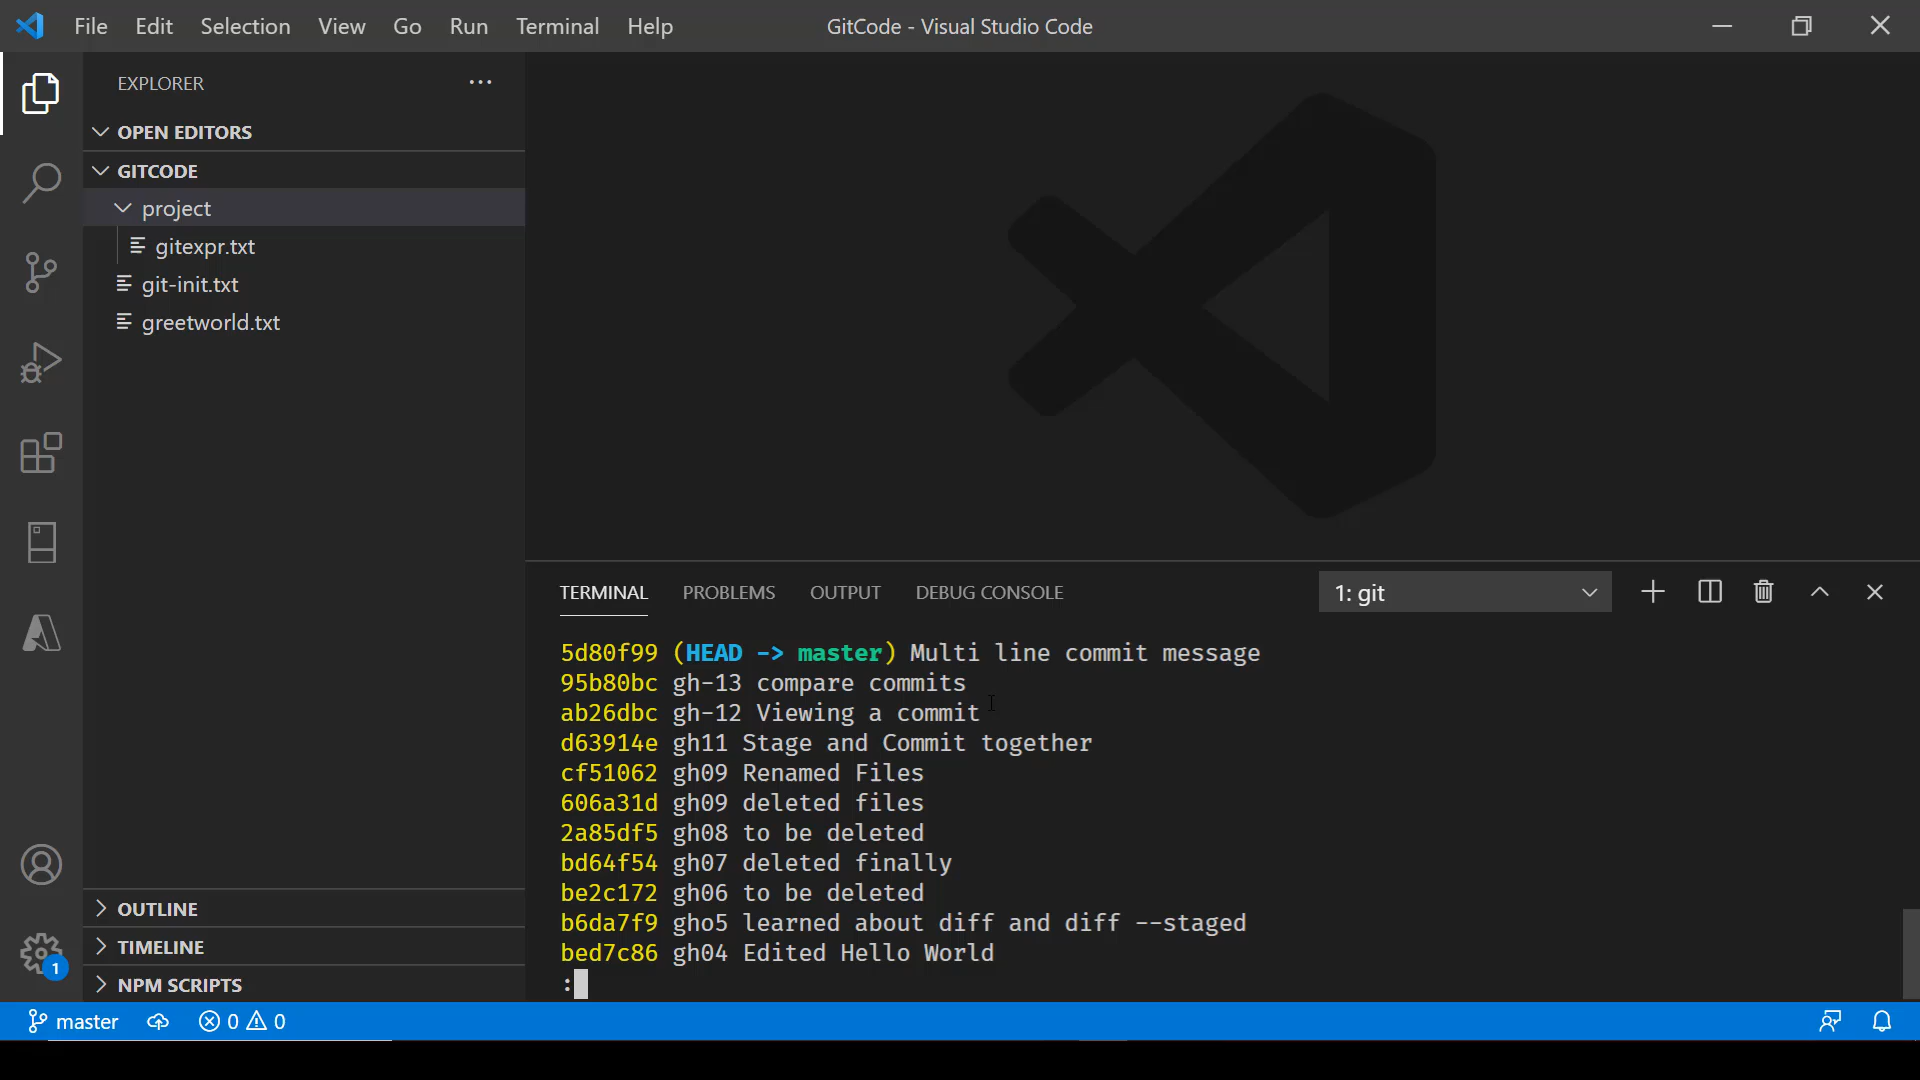 File Edit Selection View Go Run Terminal Help
GitCode - Visual Studio Code
EXPLORER
OPEN EDITORS
GITCODE
project
gitexpr.txt
git-init.txt
greetworld.txt
OUTLINE
TIMELINE
NPM SCRIPTS
1
TERMINAL PROBLEMS OUTPUT DEBUG CONSOLE
1: git
5d80f99 (HEAD -> master) Multi line commit message
95b80bc gh-13 compare commits
ab26dbc gh-12 Viewing a commit
d63914e gh11 Stage and Commit together
cf51062 gh09 Renamed Files
606a31d gh09 deleted files
2a85df5 gh08 to be deleted
bd64f54 gh07 deleted finally
be2c172 gh06 to be deleted
b6da7f9 gho5 learned about diff and diff --staged
bed7c86 gh04 Edited Hello World
:
master 0 0